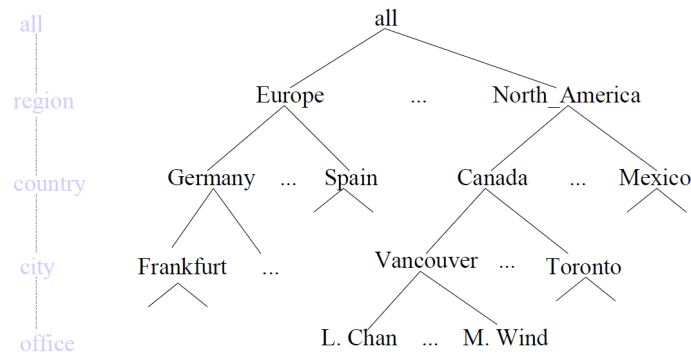 all
all
region
Europe ... North_America
country
Germany ... Spain Canada ... Mexico
city
Frankfurt ... Vancouver ... Toronto
office
L. Chan ... M. Wind